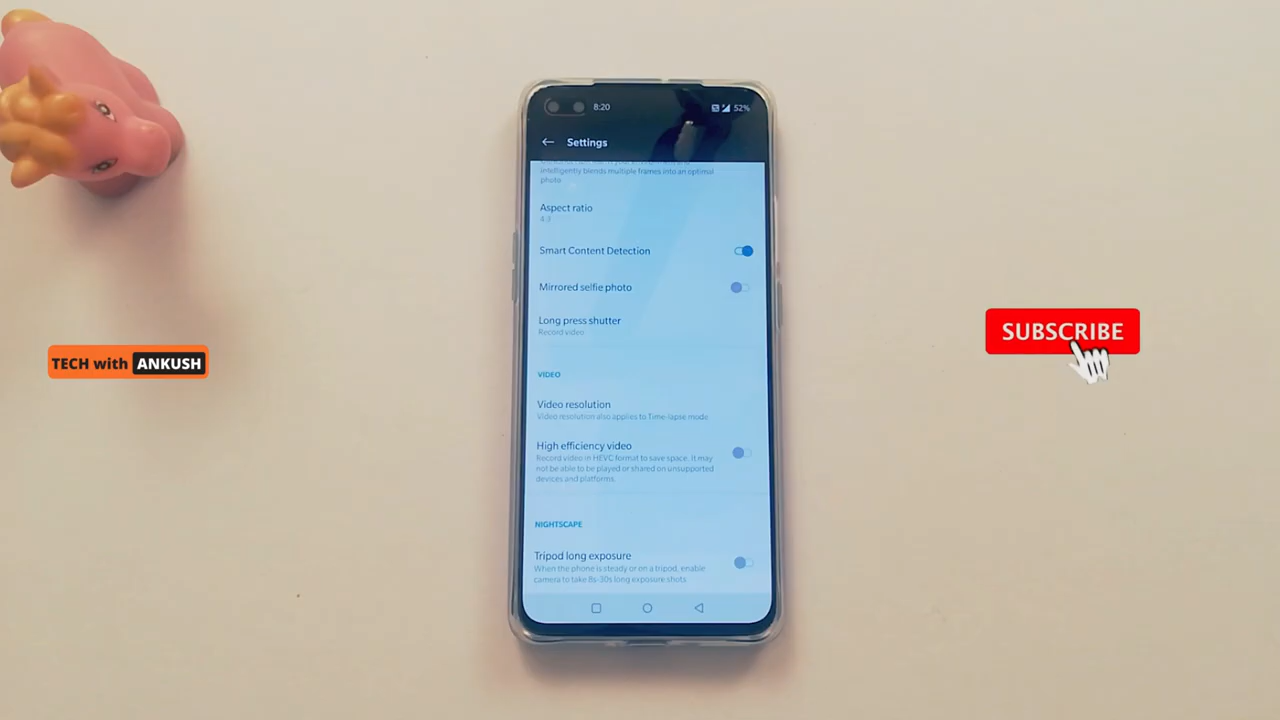 8:20
52%
Settings
intelligently blends multiple frames into an optimal
photo
Aspect ratio
4:3
Smart Content Detection
Mirrored selfie photo
Long press shutter
Record video
VIDEO
Video resolution
Video resolution also applies to Time-lapse mode.
High efficiency video
Record video in HEVC format to save space. It may
not be able to be played or shared on unsupported
devices and platforms.
NIGHTSCAPE
Tripod long exposure
When the phone is steady or on a tripod, enable
camera to take 8s-30s long exposure shots.
TECH with ANKUSH
SUBSCRIBE